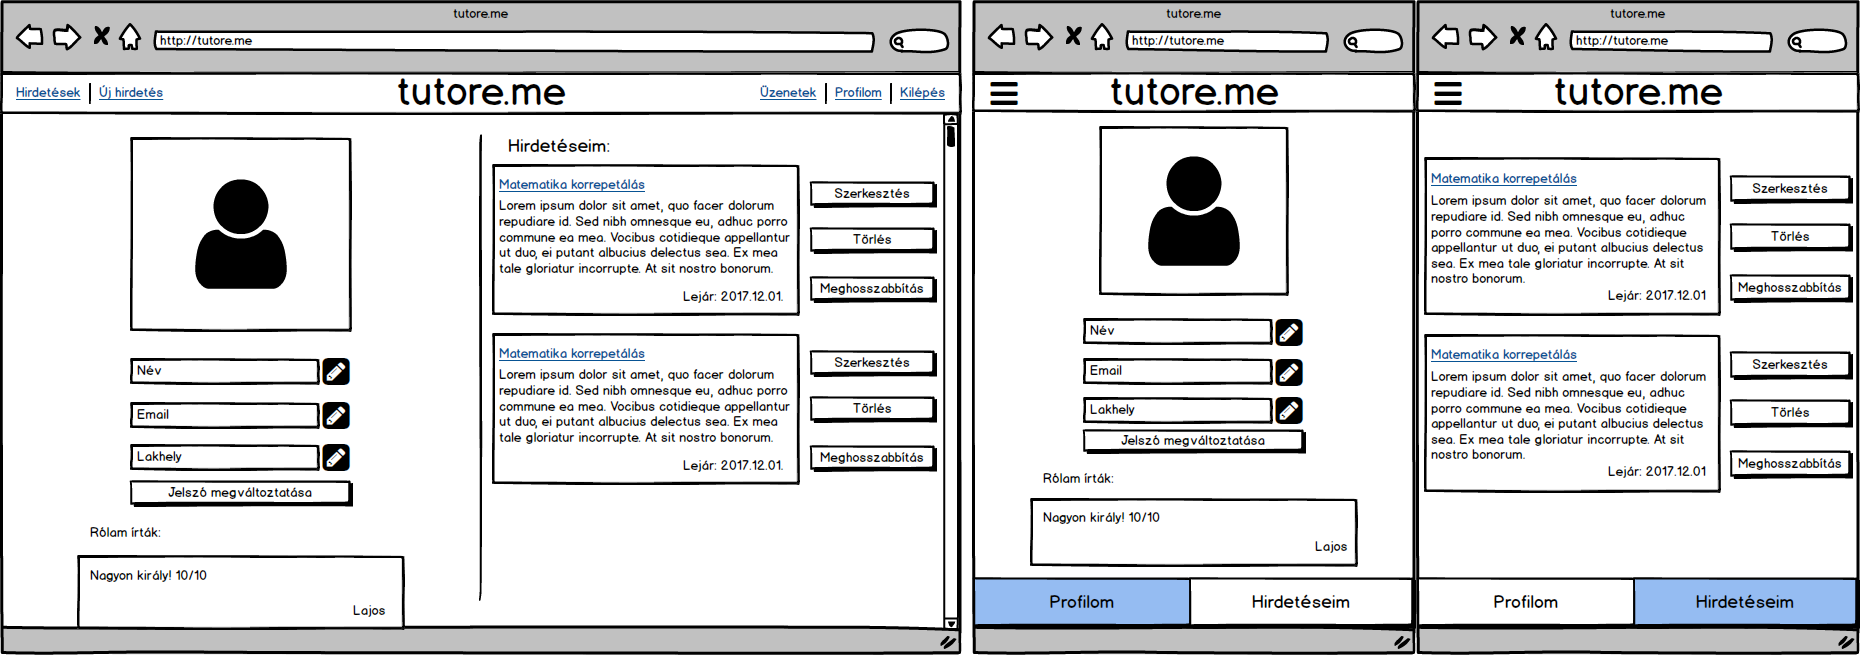 tutore.me
http://tutore.me
Hirdetések
Új hirdetés
tutore.me
Üzenetek
Profilom
Kilépés
Név
Email
Lakhely
Jelszó megváltoztatása
Rólam írták:
Nagyon király! 10/10
Lajos
Hirdetéseim:
Matematika korrepetálás
Lorem ipsum dolor sit amet, quo facer dolorum
repudiare id. Sed nibh omnesque eu, adhuc porro
commune ea mea. Vocibus cotidieque appellantur
ut duo, ei putant albucius delectus sea. Ex mea
tale gloriatur incorrupte. At sit nostro bonorum.
Lejár: 2017.12.01.
Szerkesztés
Törlés
Meghosszabbítás
Matematika korrepetálás
Lorem ipsum dolor sit amet, quo facer dolorum
repudiare id. Sed nibh omnesque eu, adhuc porro
commune ea mea. Vocibus cotidieque appellantur
ut duo, ei putant albucius delectus sea. Ex mea
tale gloriatur incorrupte. At sit nostro bonorum.
Lejár: 2017.12.01.
Szerkesztés
Törlés
Meghosszabbítás
tutore.me
http://tutore.me
tutore.me
Név
Email
Lakhely
Jelszó megváltoztatása
Rólam írták:
Nagyon király! 10/10
Lajos
Profilom
Hirdetéseim
tutore.me
http://tutore.me
tutore.me
Matematika korrepetálás
Lorem ipsum dolor sit amet, quo facer dolorum
repudiare id. Sed nibh omnesque eu, adhuc
porro commune ea mea. Vocibus cotidieque
appellantur ut duo, ei putant albucius delectus
sea. Ex mea tale gloriatur incorrupte. At sit
nostro bonorum.
Lejár: 2017.12.01
Szerkesztés
Törlés
Meghosszabbítás
Matematika korrepetálás
Lorem ipsum dolor sit amet, quo facer dolorum
repudiare id. Sed nibh omnesque eu, adhuc
porro commune ea mea. Vocibus cotidieque
appellantur ut duo, ei putant albucius delectus
sea. Ex mea tale gloriatur incorrupte. At sit
nostro bonorum.
Lejár: 2017.12.01
Szerkesztés
Törlés
Meghosszabbítás
Profilom
Hirdetéseim